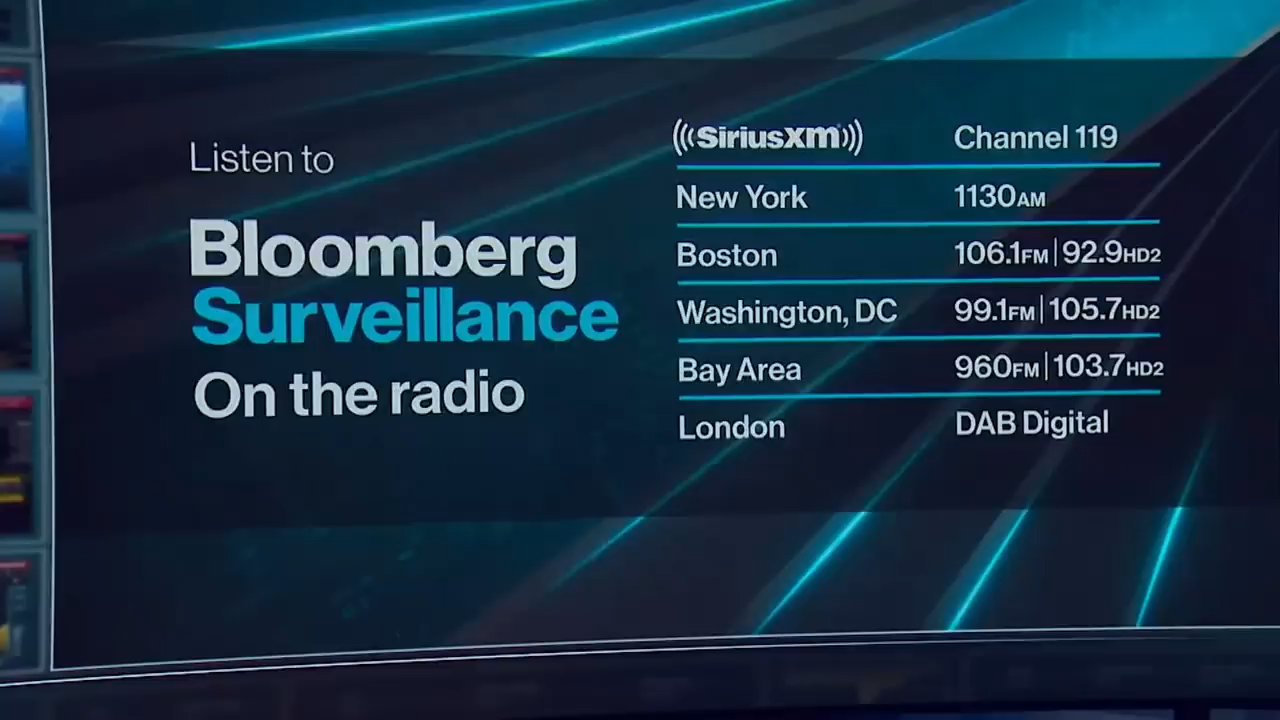 Listen to
Bloomberg
Surveillance
On the radio
SiriusXM Channel 119
New York 1130AM
Boston 106.1FM|92.9HD2
Washington, DC 99.1FM|105.7HD2
Bay Area 960FM|103.7HD2
London DAB Digital